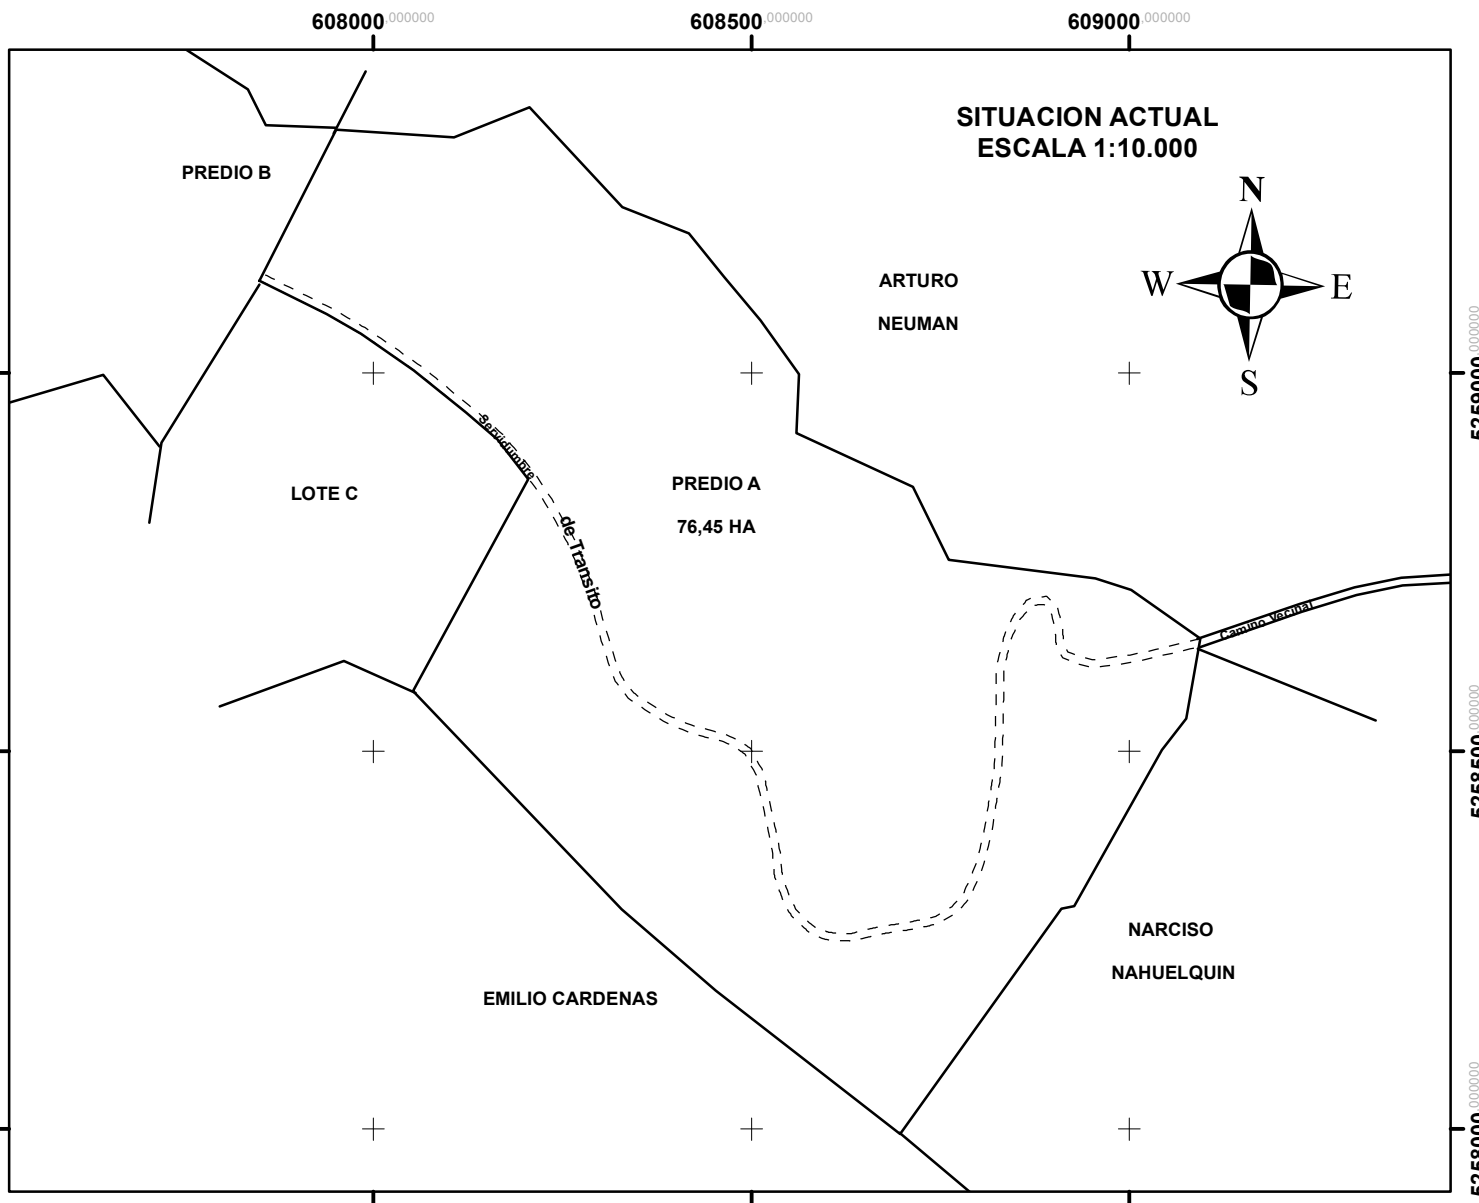 608000.000000
608500.000000
609000.000000
SITUACION ACTUAL
ESCALA 1:10.000
PREDIO B
N
W
E
S
ARTURO
NEUMAN
5259000.000000
Servidumbre
de Transito
LOTE C
PREDIO A
76,45 HA
Camino Vecinal
5258500.000000
NARCISO
NAHUELQUIN
EMILIO CARDENAS
5258000.000000